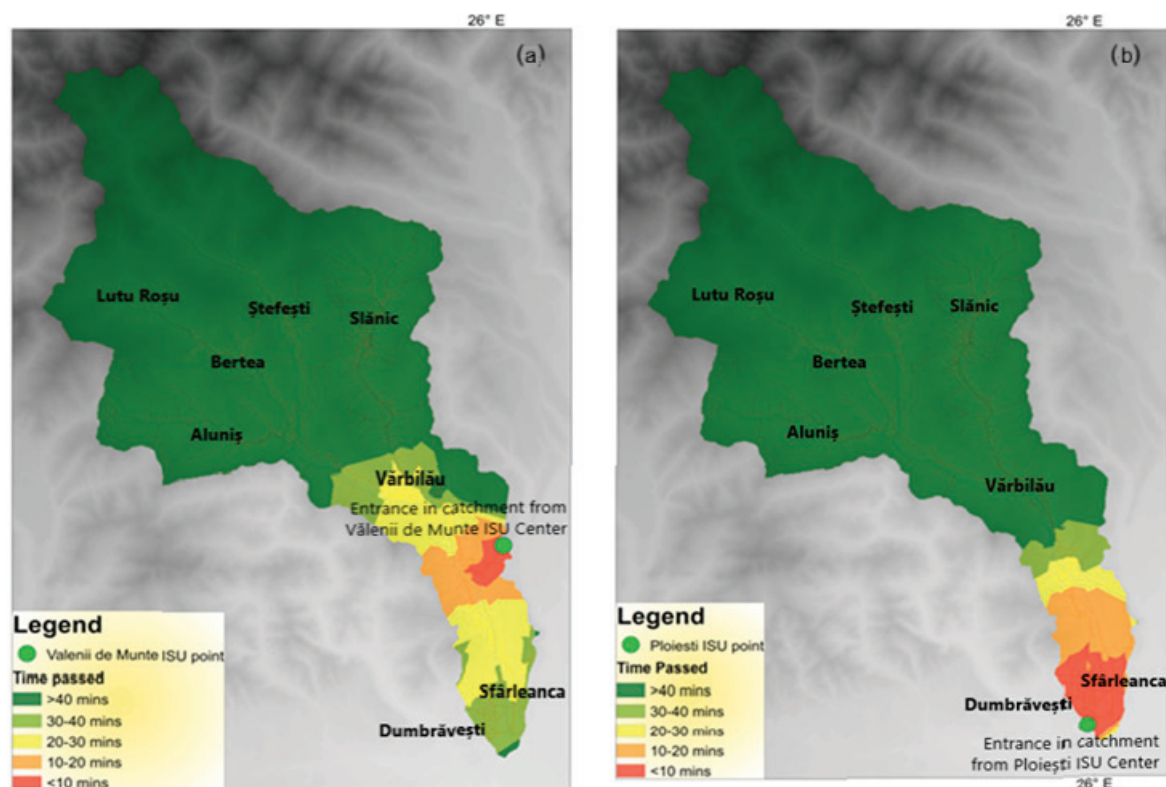 26° E
(a)
Lutu Roșu
Ștefești
Slănic
Bertea
Aluniș
Vărbilău
Entrance in catchment from
Vălenii de Munte ISU Center
Sfârleanca
Dumbrăvești
Legend
Valenii de Munte ISU point
Time passed
>40 mins
30-40 mins
20-30 mins
10-20 mins
<10 mins
26° E
(b)
Lutu Roșu
Ștefești
Slănic
Bertea
Aluniș
Vărbilău
Sfârleanca
Dumbrăvești
Entrance in catchment
from Ploiești ISU Center
Legend
Ploiesti ISU point
Time Passed
>40 mins
30-40 mins
20-30 mins
10-20 mins
<10 mins
26° E